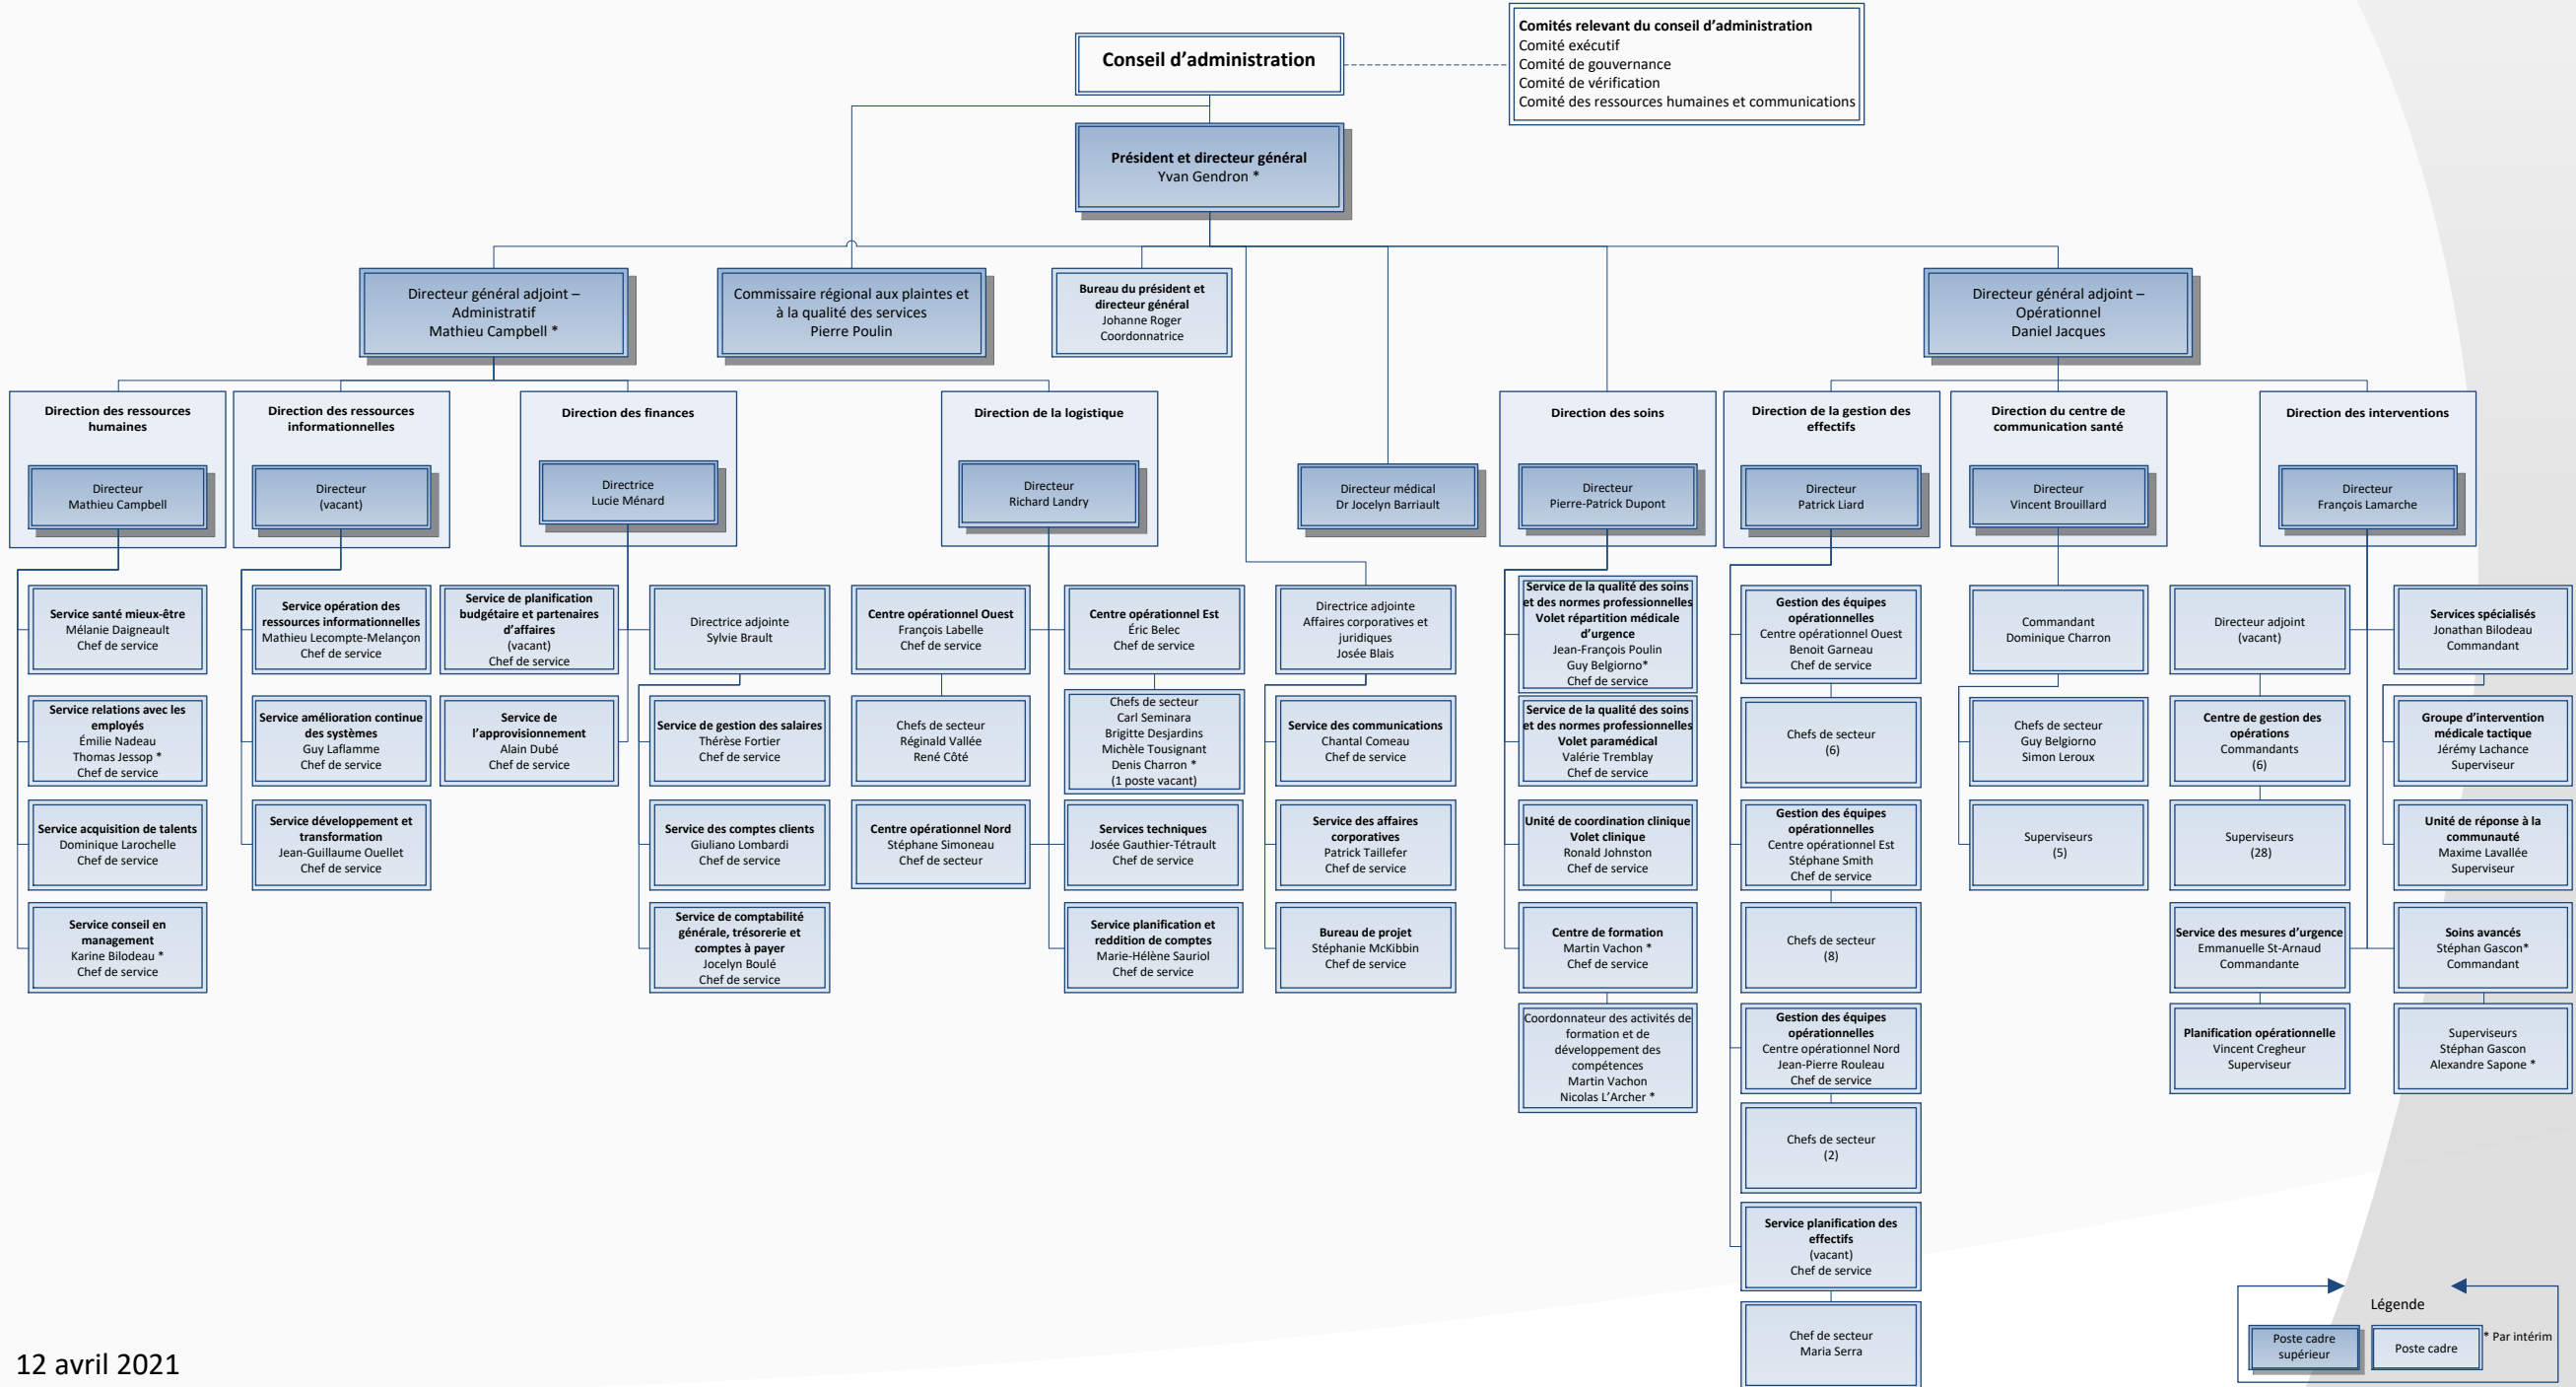 Conseil d’administration
Comités relevant du conseil d’administration
Comité exécutif
Comité de gouvernance
Comité de vérification
Comité des ressources humaines et communications
Président et directeur général
Yvan Gendron *
Directeur général adjoint –
Administratif
Mathieu Campbell *
Commissaire régional aux plaintes et
à la qualité des services
Pierre Poulin
Bureau du président et
directeur général
Johanne Roger
Coordonnatrice
Directeur général adjoint –
Opérationnel
Daniel Jacques
Direction des ressources
humaines
Directeur
Mathieu Campbell
Direction des ressources
informationnelles
Directeur
(vacant)
Direction des finances
Directrice
Lucie Ménard
Direction de la logistique
Directeur
Richard Landry
Directeur médical
Dr Jocelyn Barriault
Direction des soins
Directeur
Pierre-Patrick Dupont
Direction de la gestion des
effectifs
Directeur
Patrick Liard
Direction du centre de
communication santé
Directeur
Vincent Brouillard
Direction des interventions
Directeur
François Lamarche
Service santé mieux-être
Mélanie Daigneault
Chef de service
Service relations avec les
employés
Émilie Nadeau
Thomas Jessop *
Chef de service
Service acquisition de talents
Dominique Larochelle
Chef de service
Service conseil en
management
Karine Bilodeau *
Chef de service
Service opération des
ressources informationnelles
Mathieu Lecompte-Melançon
Chef de service
Service amélioration continue
des systèmes
Guy Laflamme
Chef de service
Service développement et
transformation
Jean-Guillaume Ouellet
Chef de service
Service de planification
budgétaire et partenaires
d’affaires
(vacant)
Chef de service
Service de
l’approvisionnement
Alain Dubé
Chef de service
Directrice adjointe
Sylvie Brault
Service de gestion des salaires
Thérèse Fortier
Chef de service
Service des comptes clients
Giuliano Lombardi
Chef de service
Service de comptabilité
générale, trésorerie et
comptes à payer
Jocelyn Boulé
Chef de service
Centre opérationnel Ouest
François Labelle
Chef de service
Chefs de secteur
Réginald Vallée
René Côté
Centre opérationnel Nord
Stéphane Simoneau
Chef de secteur
Centre opérationnel Est
Éric Belec
Chef de service
Chefs de secteur
Carl Seminara
Brigitte Desjardins
Michèle Tousignant
Denis Charron *
(1 poste vacant)
Services techniques
Josée Gauthier-Tétrault
Chef de service
Service planification et
reddition de comptes
Marie-Hélène Sauriol
Chef de service
Directrice adjointe
Affaires corporatives et
juridiques
Josée Blais
Service des communications
Chantal Comeau
Chef de service
Service des affaires
corporatives
Patrick Taillefer
Chef de service
Bureau de projet
Stéphanie McKibbin
Chef de service
Service de la qualité des soins
et des normes professionnelles
Volet répartition médicale
d’urgence
Jean-François Poulin
Guy Belgiorno*
Chef de service
Service de la qualité des soins
et des normes professionnelles
Volet paramédical
Valérie Tremblay
Chef de service
Unité de coordination clinique
Volet clinique
Ronald Johnston
Chef de service
Centre de formation
Martin Vachon *
Chef de service
Coordonnateur des activités de
formation et de
développement des
compétences
Martin Vachon
Nicolas L’Archer *
Gestion des équipes
opérationnelles
Centre opérationnel Ouest
Benoit Garneau
Chef de service
Chefs de secteur
(6)
Gestion des équipes
opérationnelles
Centre opérationnel Est
Stéphane Smith
Chef de service
Chefs de secteur
(8)
Gestion des équipes
opérationnelles
Centre opérationnel Nord
Jean-Pierre Rouleau
Chef de service
Chefs de secteur
(2)
Service planification des
effectifs
(vacant)
Chef de service
Chef de secteur
Maria Serra
Commandant
Dominique Charron
Chefs de secteur
Guy Belgiorno
Simon Leroux
Superviseurs
(5)
Directeur adjoint
(vacant)
Centre de gestion des
opérations
Commandants
(6)
Superviseurs
(28)
Service des mesures d’urgence
Emmanuelle St-Arnaud
Commandante
Planification opérationnelle
Vincent Cregheur
Superviseur
Services spécialisés
Jonathan Bilodeau
Commandant
Groupe d’intervention
médicale tactique
Jérémy Lachance
Superviseur
Unité de réponse à la
communauté
Maxime Lavallée
Superviseur
Soins avancés
Stéphan Gascon*
Commandant
Superviseurs
Stéphan Gascon
Alexandre Sapone *
12 avril 2021
Légende
Poste cadre
supérieur
Poste cadre
* Par intérim